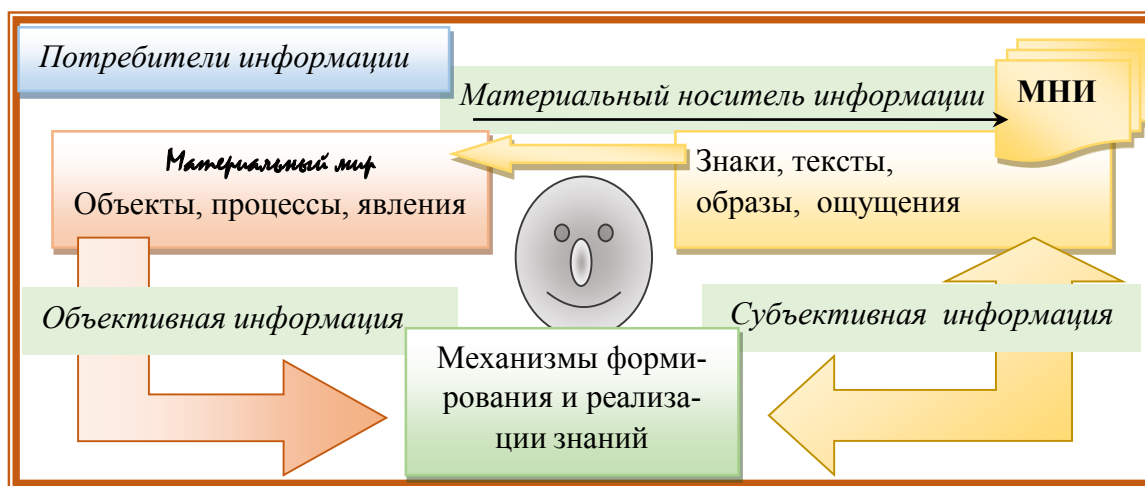 Потребители информации
Материальный носитель информации
МНИ
Материальный мир
Объекты, процессы, явления
Знаки, тексты,
образы, ощущения
Объективная информация
Субъективная информация
Механизмы форми-
рования и реализа-
ции знаний